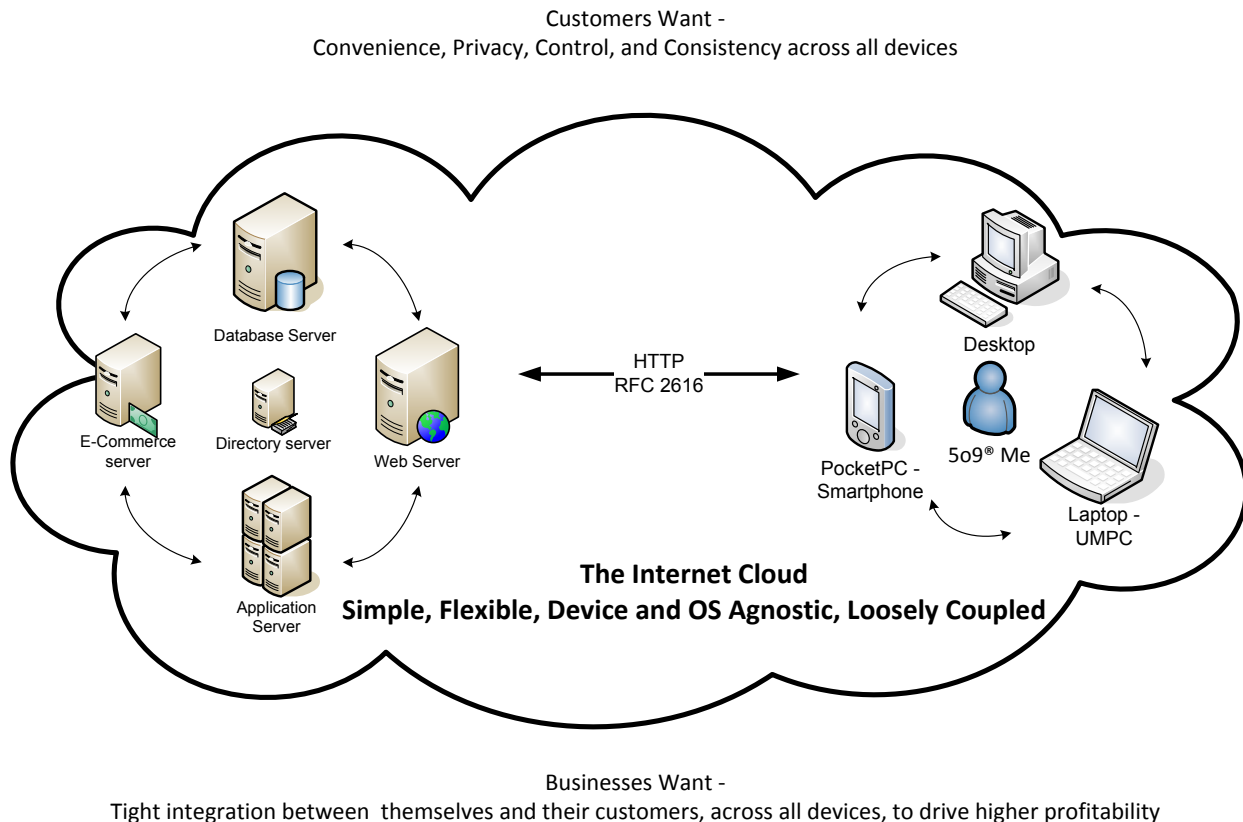 Customers Want -
Convenience, Privacy, Control, and Consistency across all devices
Database Server
E-Commerce
server
Directory server
Web Server
Application
Server
HTTP
RFC 2616
Desktop
PocketPC -
Smartphone
5o9® Me
Laptop -
UMPC
The Internet Cloud
Simple, Flexible, Device and OS Agnostic, Loosely Coupled
Businesses Want -
Tight integration between themselves and their customers, across all devices, to drive higher profitability